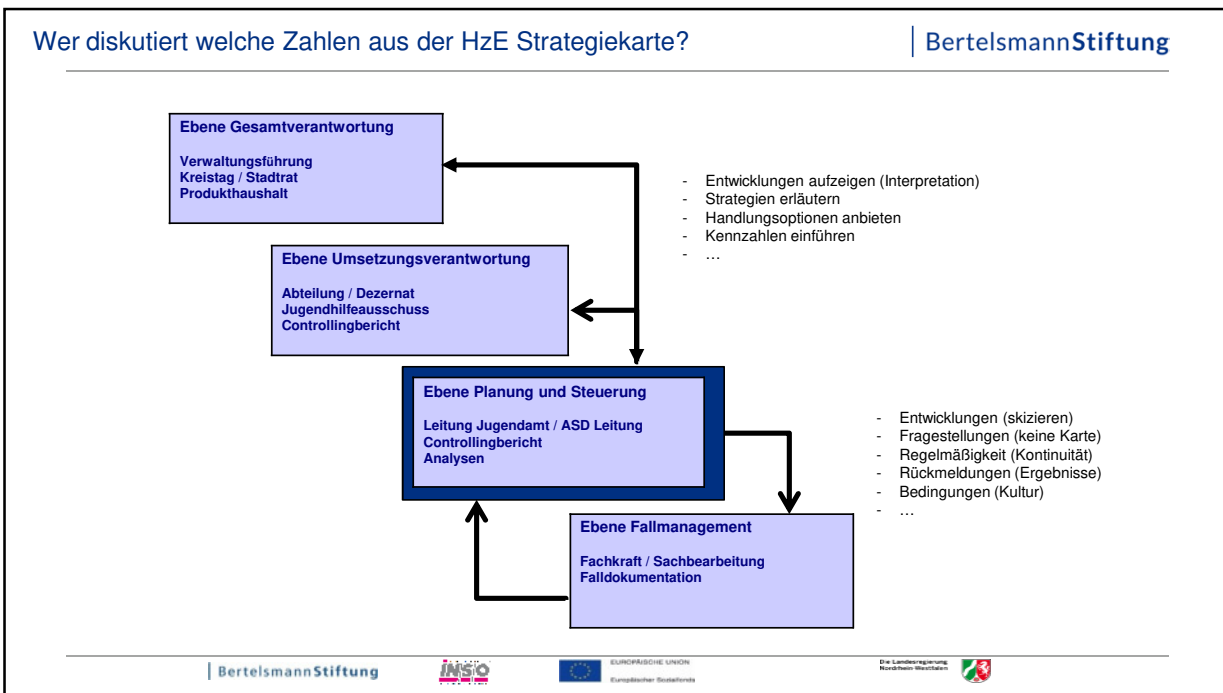 Wer diskutiert welche Zahlen aus der HzE Strategiekarte?
BertelsmannStiftung
Ebene Gesamtverantwortung
Verwaltungsführung
Kreistag / Stadtrat
Produkthaushalt
- Entwicklungen aufzeigen (Interpretation)
- Strategien erläutern
- Handlungsoptionen anbieten
- Kennzahlen einführen
- …
Ebene Umsetzungsverantwortung
Abteilung / Dezernat
Jugendhilfeausschuss
Controllingbericht
Ebene Planung und Steuerung
Leitung Jugendamt / ASD Leitung
Controllingbericht
Analysen
- Entwicklungen (skizieren)
- Fragestellungen (keine Karte)
- Regelmäßigkeit (Kontinuität)
- Rückmeldungen (Ergebnisse)
- Bedingungen (Kultur)
- …
Ebene Fallmanagement
Fachkraft / Sachbearbeitung
Falldokumentation
BertelsmannStiftung
EUROPÄISCHE UNION
Europäischer Sozialfonds
Die Landesregierung
Nordrhein-Westfalen